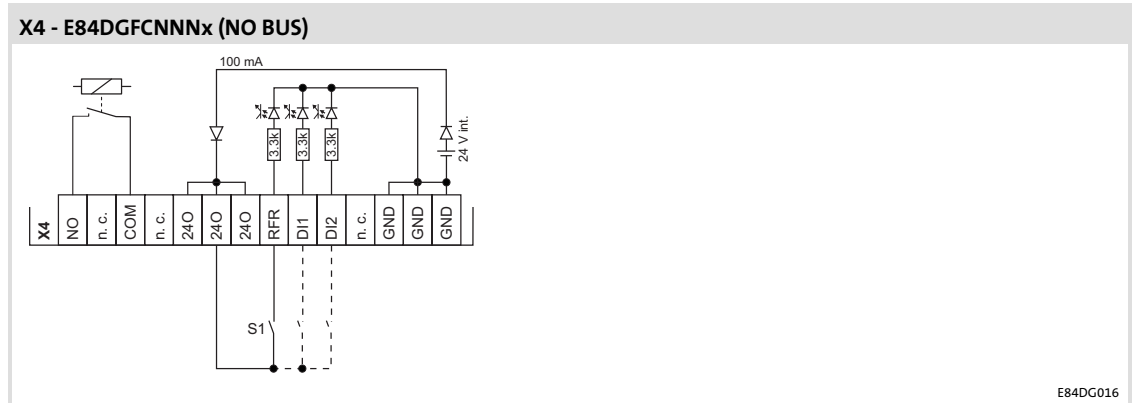 X4 - E84DGFCNNNx (NO BUS)
100 mA
3.3k
3.3k
3.3k
24 V int.
X4
NO
n. c.
COM
n. c.
24O
24O
24O
RFR
DI1
DI2
n. c.
GND
GND
GND
S1
E84DG016